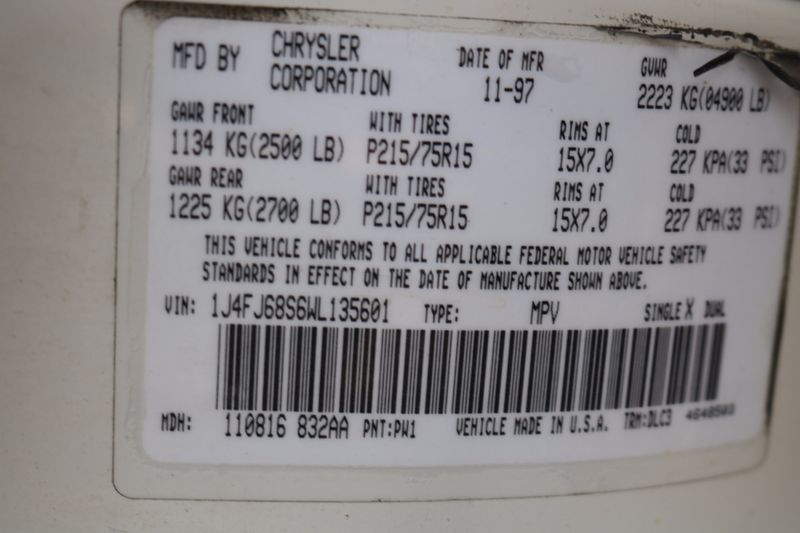 MFD BY CHRYSLER CORPORATION DATE OF MFR 11-97 GVWR 2223 KG(04900 LB)
GAWR FRONT WITH TIRES RIMS AT COLD
1134 KG(2500 LB) P215/75R15 15X7.0 227 KPA(33 PSI)
GAWR REAR WITH TIRES RIMS AT COLD
1225 KG(2700 LB) P215/75R15 15X7.0 227 KPA(33 PSI)
THIS VEHICLE CONFORMS TO ALL APPLICABLE FEDERAL MOTOR VEHICLE SAFETY
STANDARDS IN EFFECT ON THE DATE OF MANUFACTURE SHOWN ABOVE.
VIN: 1J4FJ68S6WL135601 TYPE: MPV SINGLE X DUAL
MDH: 110816 832AA PNT:PW1 VEHICLE MADE IN U.S.A. TRM:DLC3 4648503